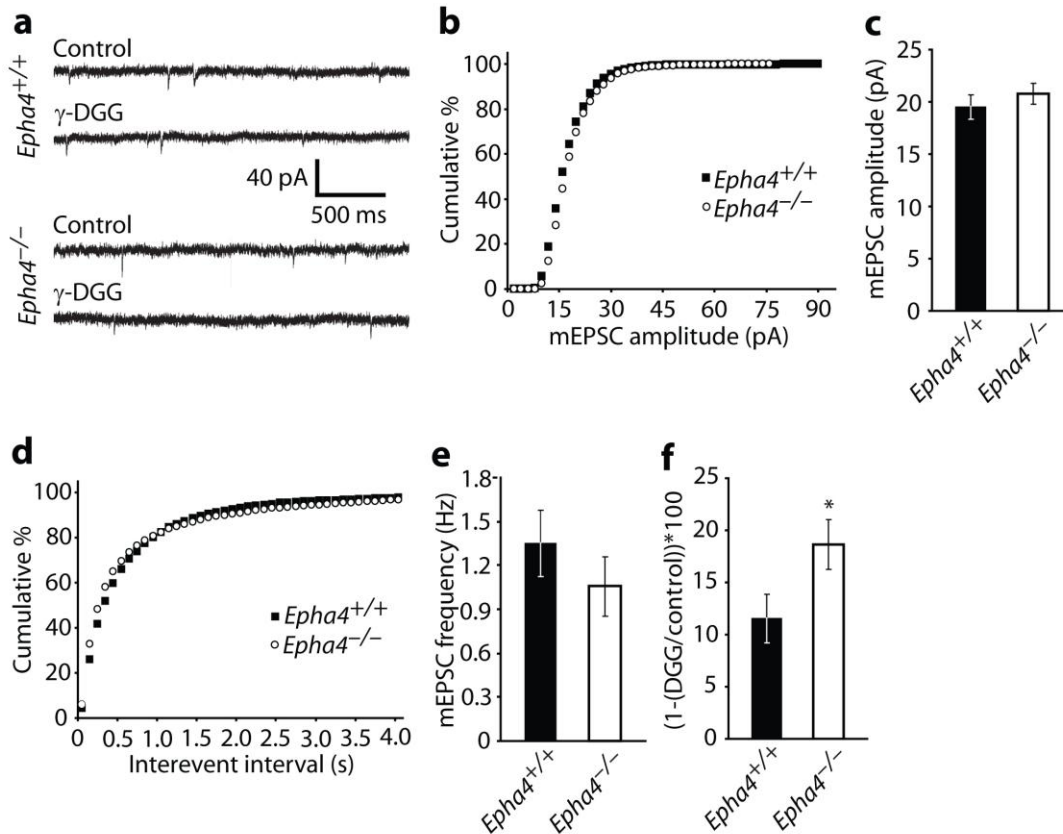 a
Epha4+/+
Control
γ-DGG
40 pA
500 ms
Epha4−/−
Control
γ-DGG
b
Cumulative %
100
80
60
40
20
0
Epha4+/+
Epha4−/−
0 15 30 45 60 75 90
mEPSC amplitude (pA)
c
mEPSC amplitude (pA)
25
20
15
10
5
0
Epha4+/+
Epha4−/−
d
Cumulative %
100
80
60
40
20
0
Epha4+/+
Epha4−/−
0 0.5 1.0 1.5 2.0 2.5 3.0 3.5 4.0
Interevent interval (s)
e
mEPSC frequency (Hz)
1.8
1.5
1.2
0.9
0.6
0.3
0
Epha4+/+
Epha4−/−
f
(1-(DGG/control))*100
25
20
15
10
5
0
*
Epha4+/+
Epha4−/−